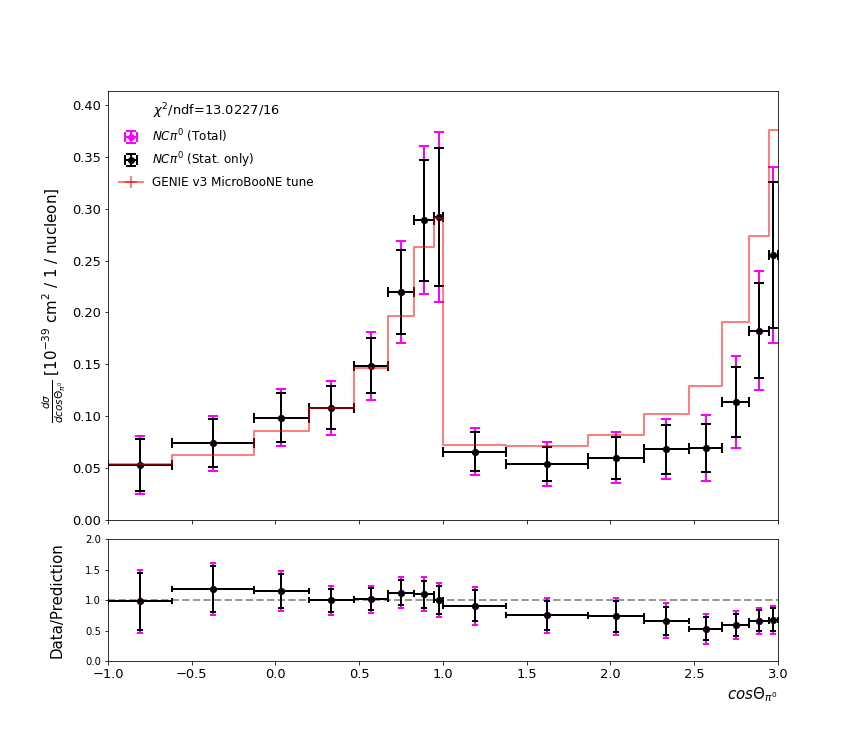 χ²/ndf=13.0227/16
NCπ⁰ (Total)
NCπ⁰ (Stat. only)
GENIE v3 MicroBooNE tune
dσ/dcosΘπ⁰ [10⁻³⁹ cm² / 1 / nucleon]
0.40
0.35
0.30
0.25
0.20
0.15
0.10
0.05
0.00
Data/Prediction
2.0
1.5
1.0
0.5
0.0
−1.0 −0.5 0.0 0.5 1.0 1.5 2.0 2.5 3.0
cosΘπ⁰